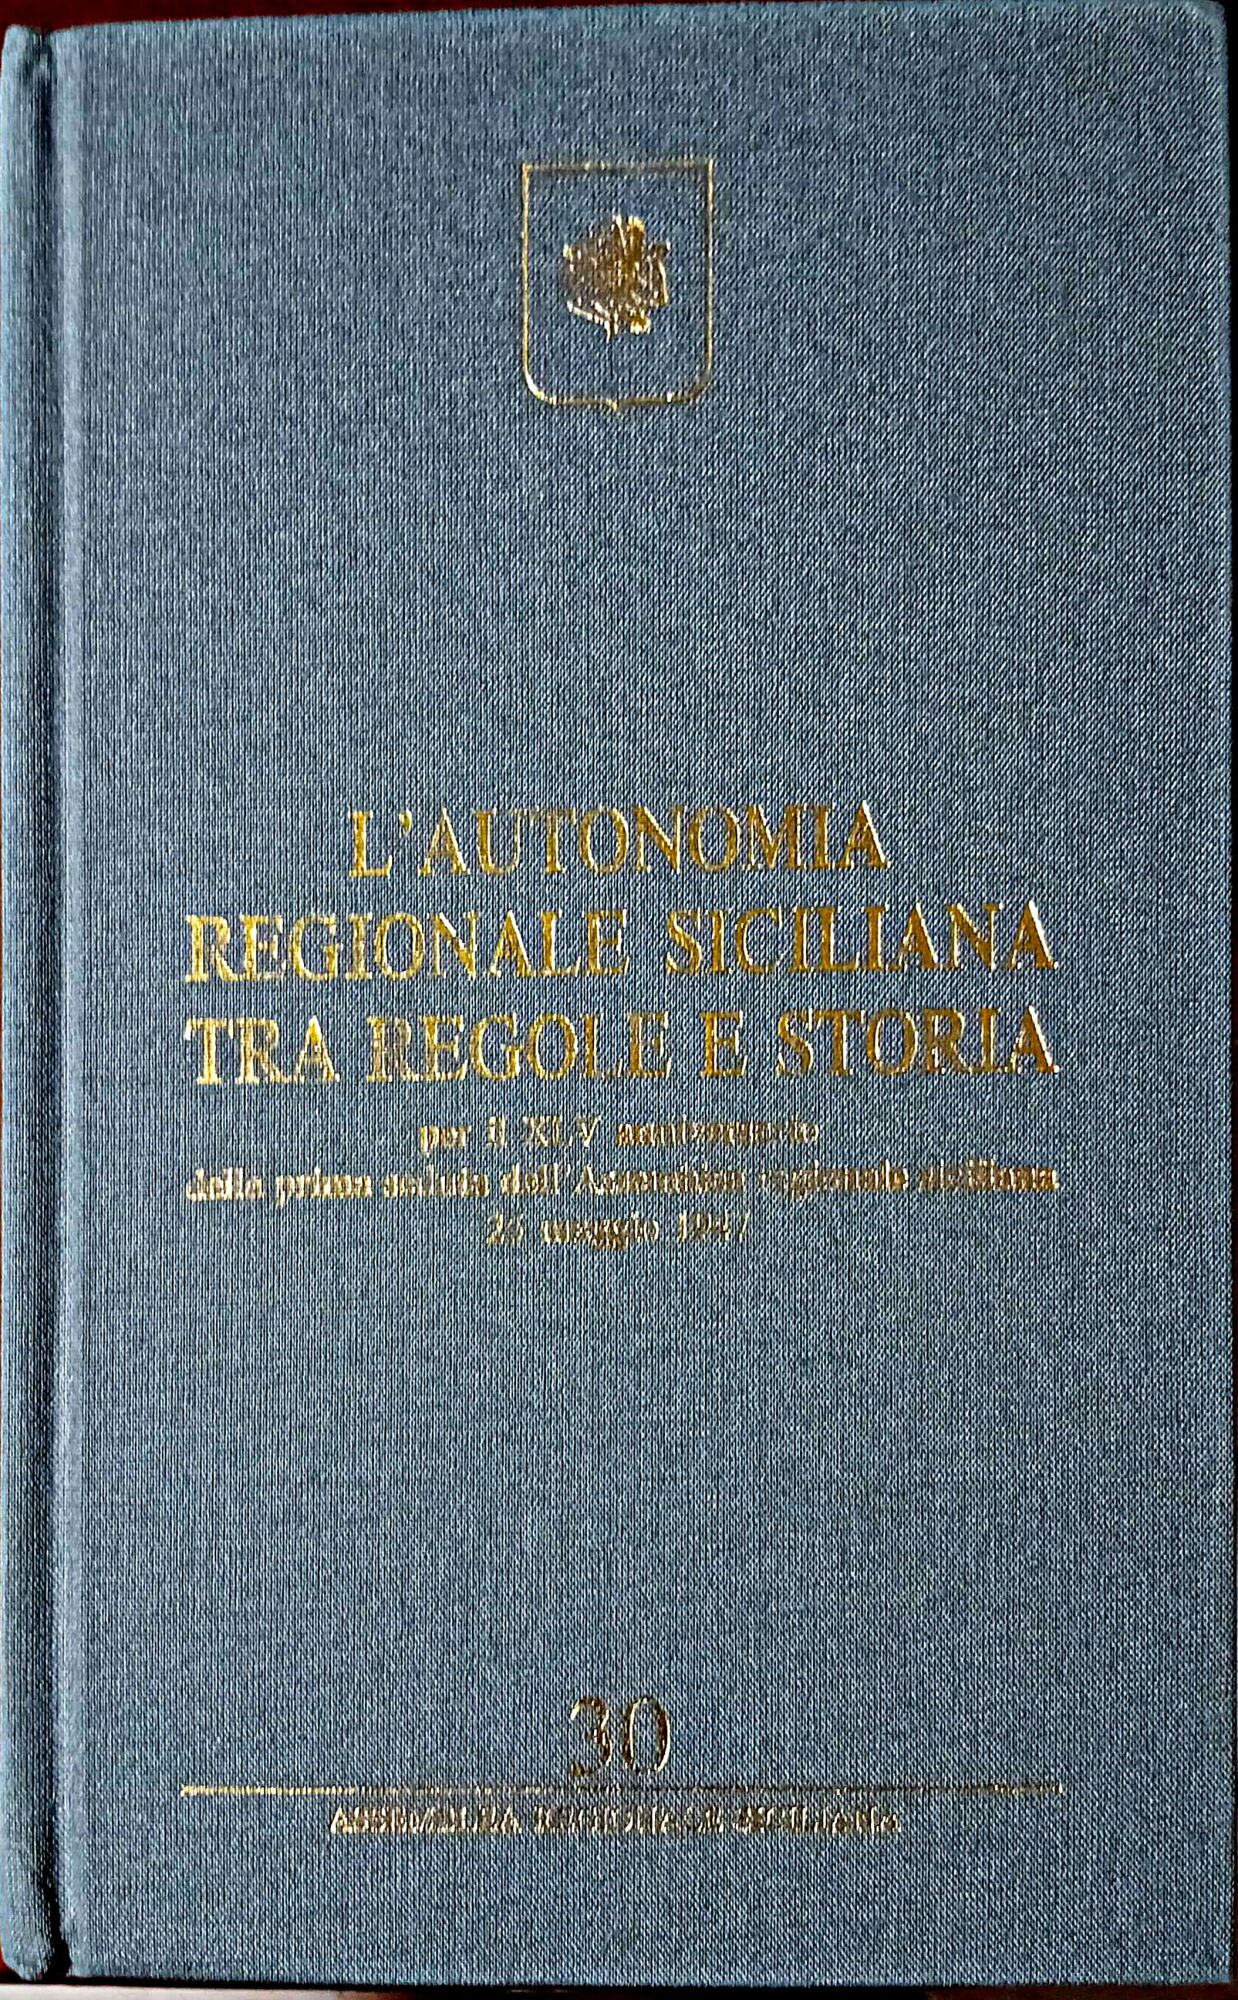 L'AUTONOMIA
REGIONALE SICILIANA
TRA REGOLE E STORIA
per il XLV anniversario
della prima seduta dell'Assemblea regionale siciliana
25 maggio 1947
30
ASSEMBLEA REGIONALE SICILIANA